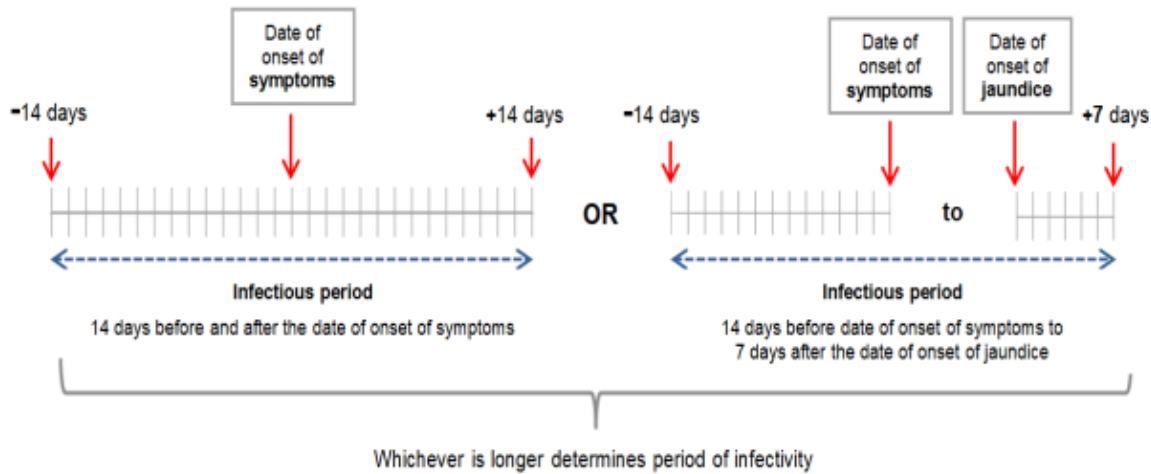 Date of
onset of
symptoms
-14 days
+14 days
Infectious period
14 days before and after the date of onset of symptoms
OR
Date of
onset of
symptoms
Date of
onset of
jaundice
-14 days
+7 days
to
Infectious period
14 days before date of onset of symptoms to
7 days after the date of onset of jaundice
Whichever is longer determines period of infectivity